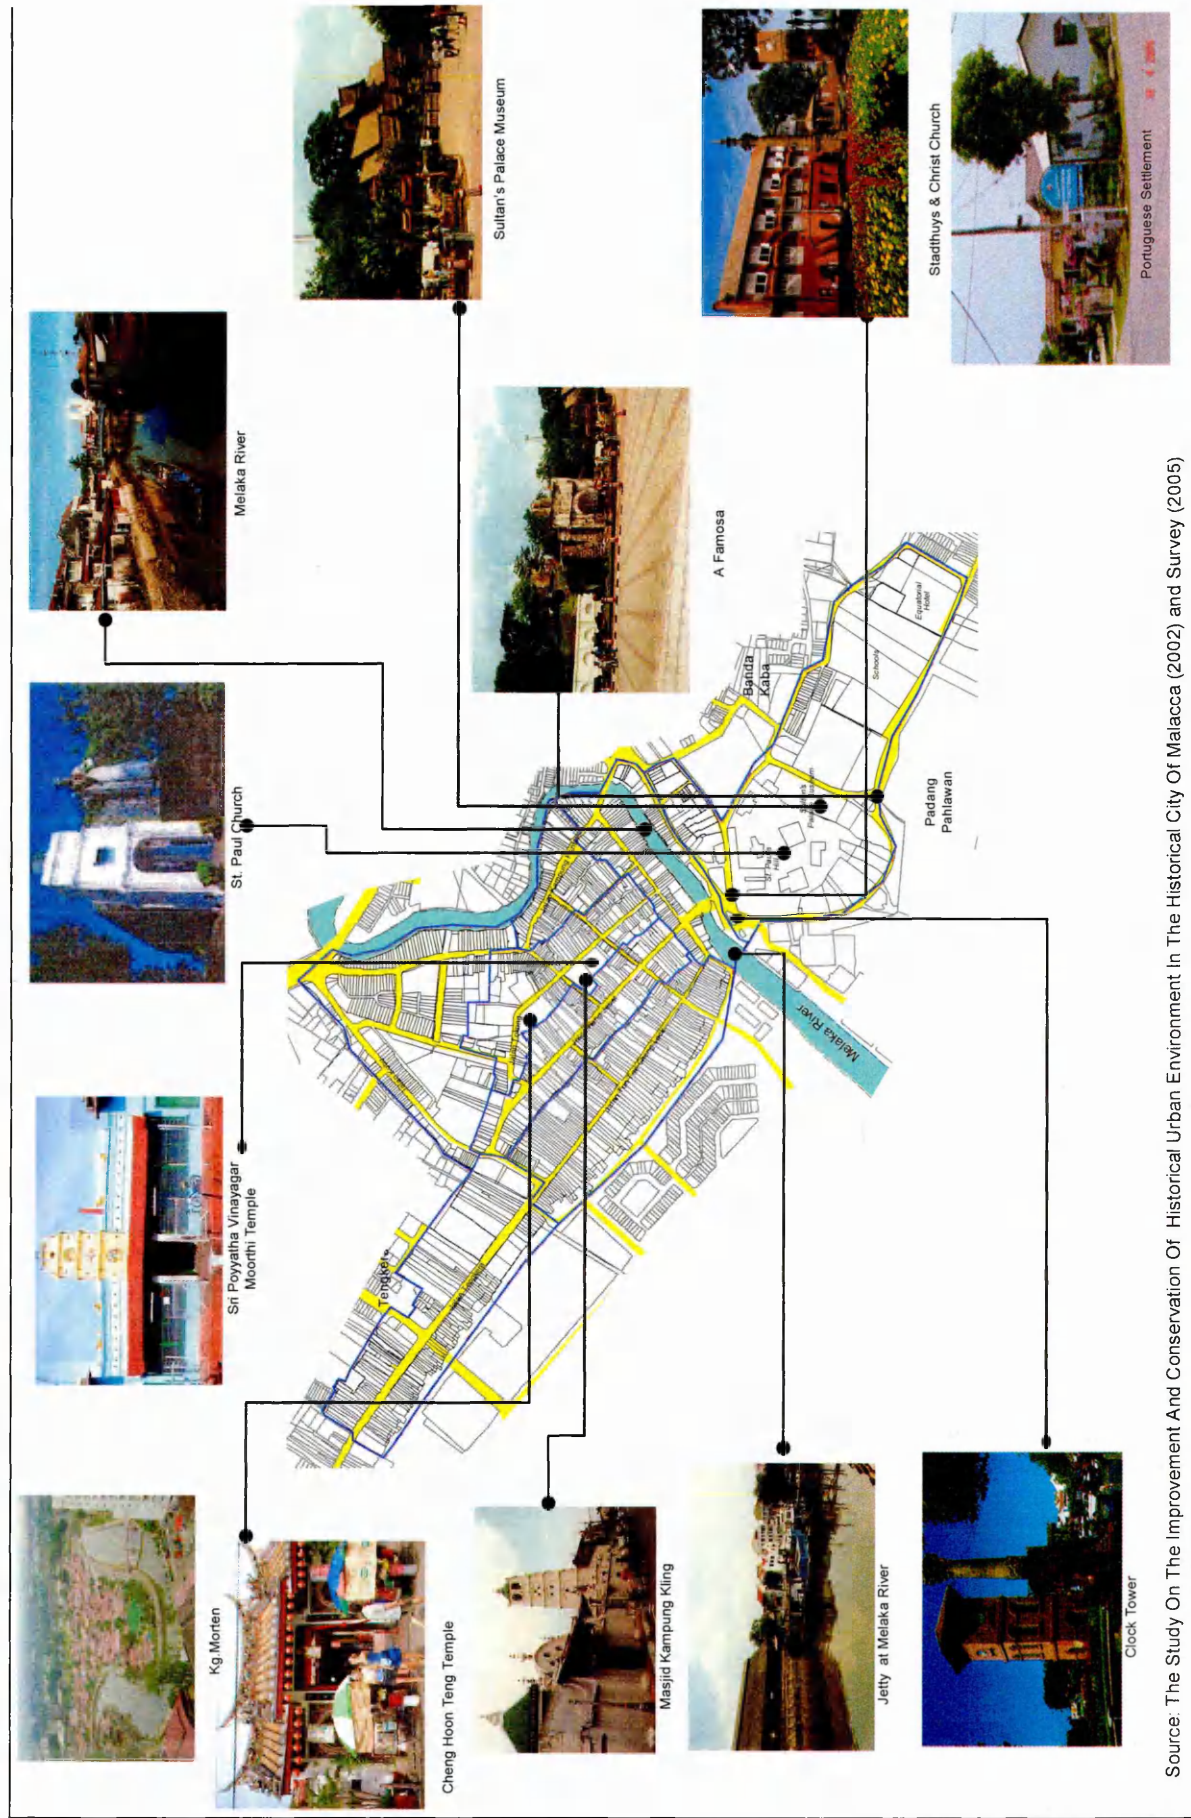 Kg.Morten
Cheng Hoon Teng Temple
Masjid Kampung Kling
Jetty at Melaka River
Clock Tower
Sri Poyyatha Vinayagar
Moorthi Temple
St. Paul Church
Melaka River
Sultan's Palace Museum
A Famosa
Stadthuys & Christ Church
Portuguese Settlement
Tengkera
Melaka River
Banda
Kaba
Padang
Pahlawan
St. Paul's
Hill
Schools
Equatorial
Hotel
Source: The Study On The Improvement And Conservation Of Historical Urban Environment In The Historical City Of Malacca (2002) and Survey (2005)